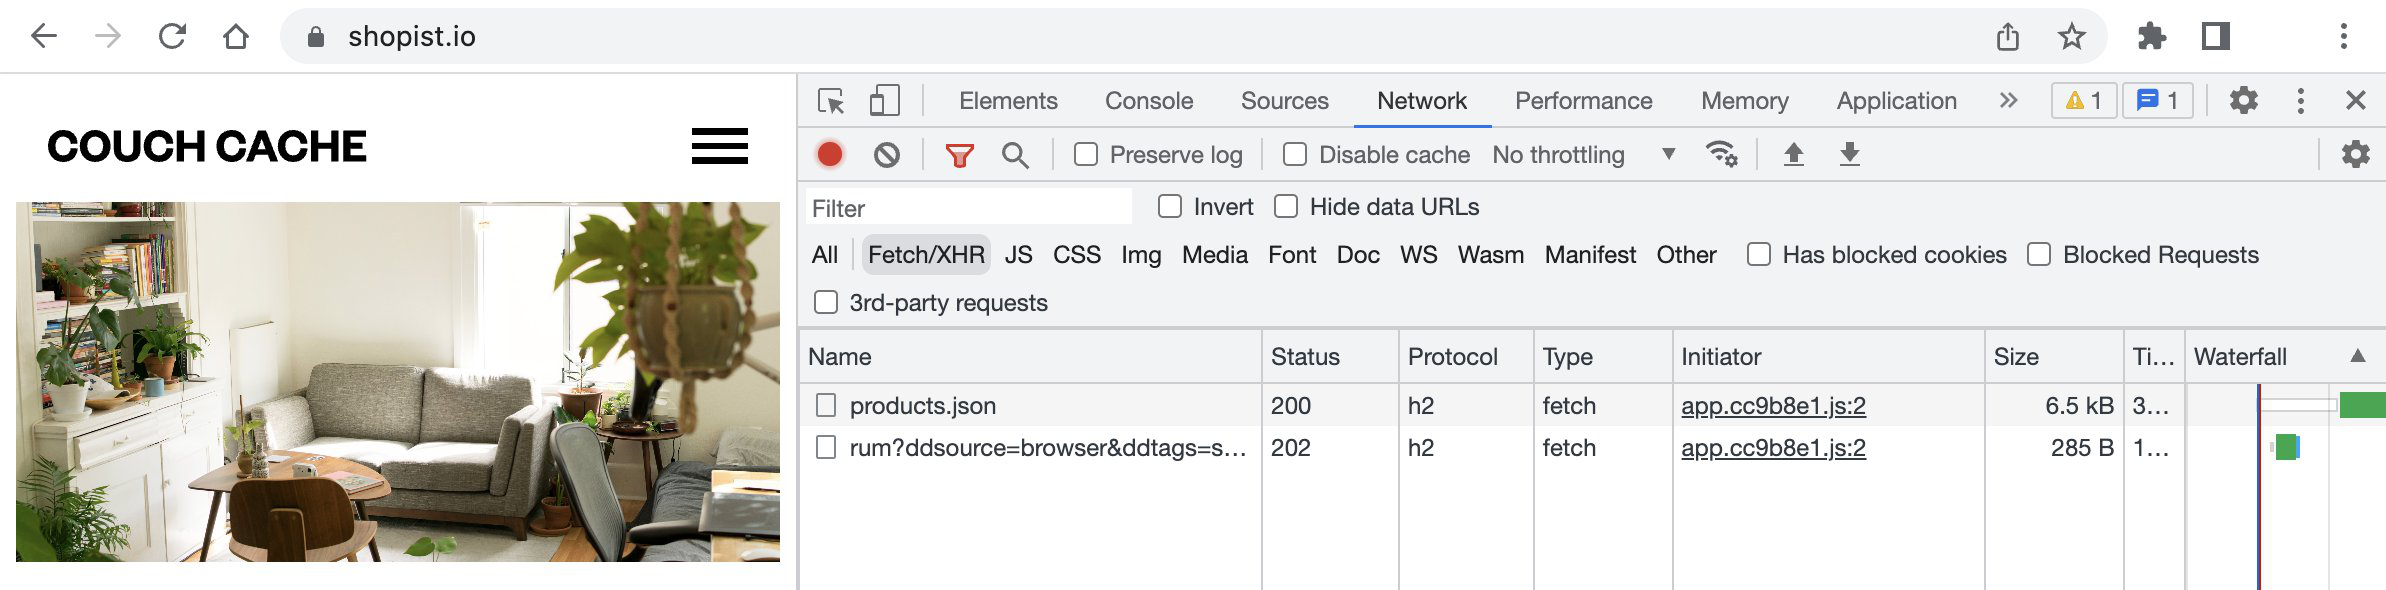 shopist.io
COUCH CACHE
Elements Console Sources Network Performance Memory Application 1 1
Preserve log Disable cache No throttling
Filter Invert Hide data URLs
All Fetch/XHR JS CSS Img Media Font Doc WS Wasm Manifest Other Has blocked cookies Blocked Requests
3rd-party requests
Name Status Protocol Type Initiator Size Ti... Waterfall
products.json 200 h2 fetch app.cc9b8e1.js:2 6.5 kB 3...
rum?ddsource=browser&ddtags=s... 202 h2 fetch app.cc9b8e1.js:2 285 B 1...